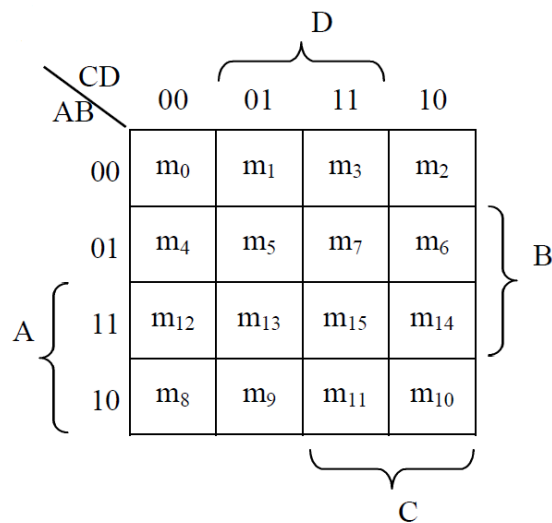 D
CD
AB
00 01 11 10
00 m₀ m₁ m₃ m₂
01 m₄ m₅ m₇ m₆
B
A
11 m₁₂ m₁₃ m₁₅ m₁₄
10 m₈ m₉ m₁₁ m₁₀
C